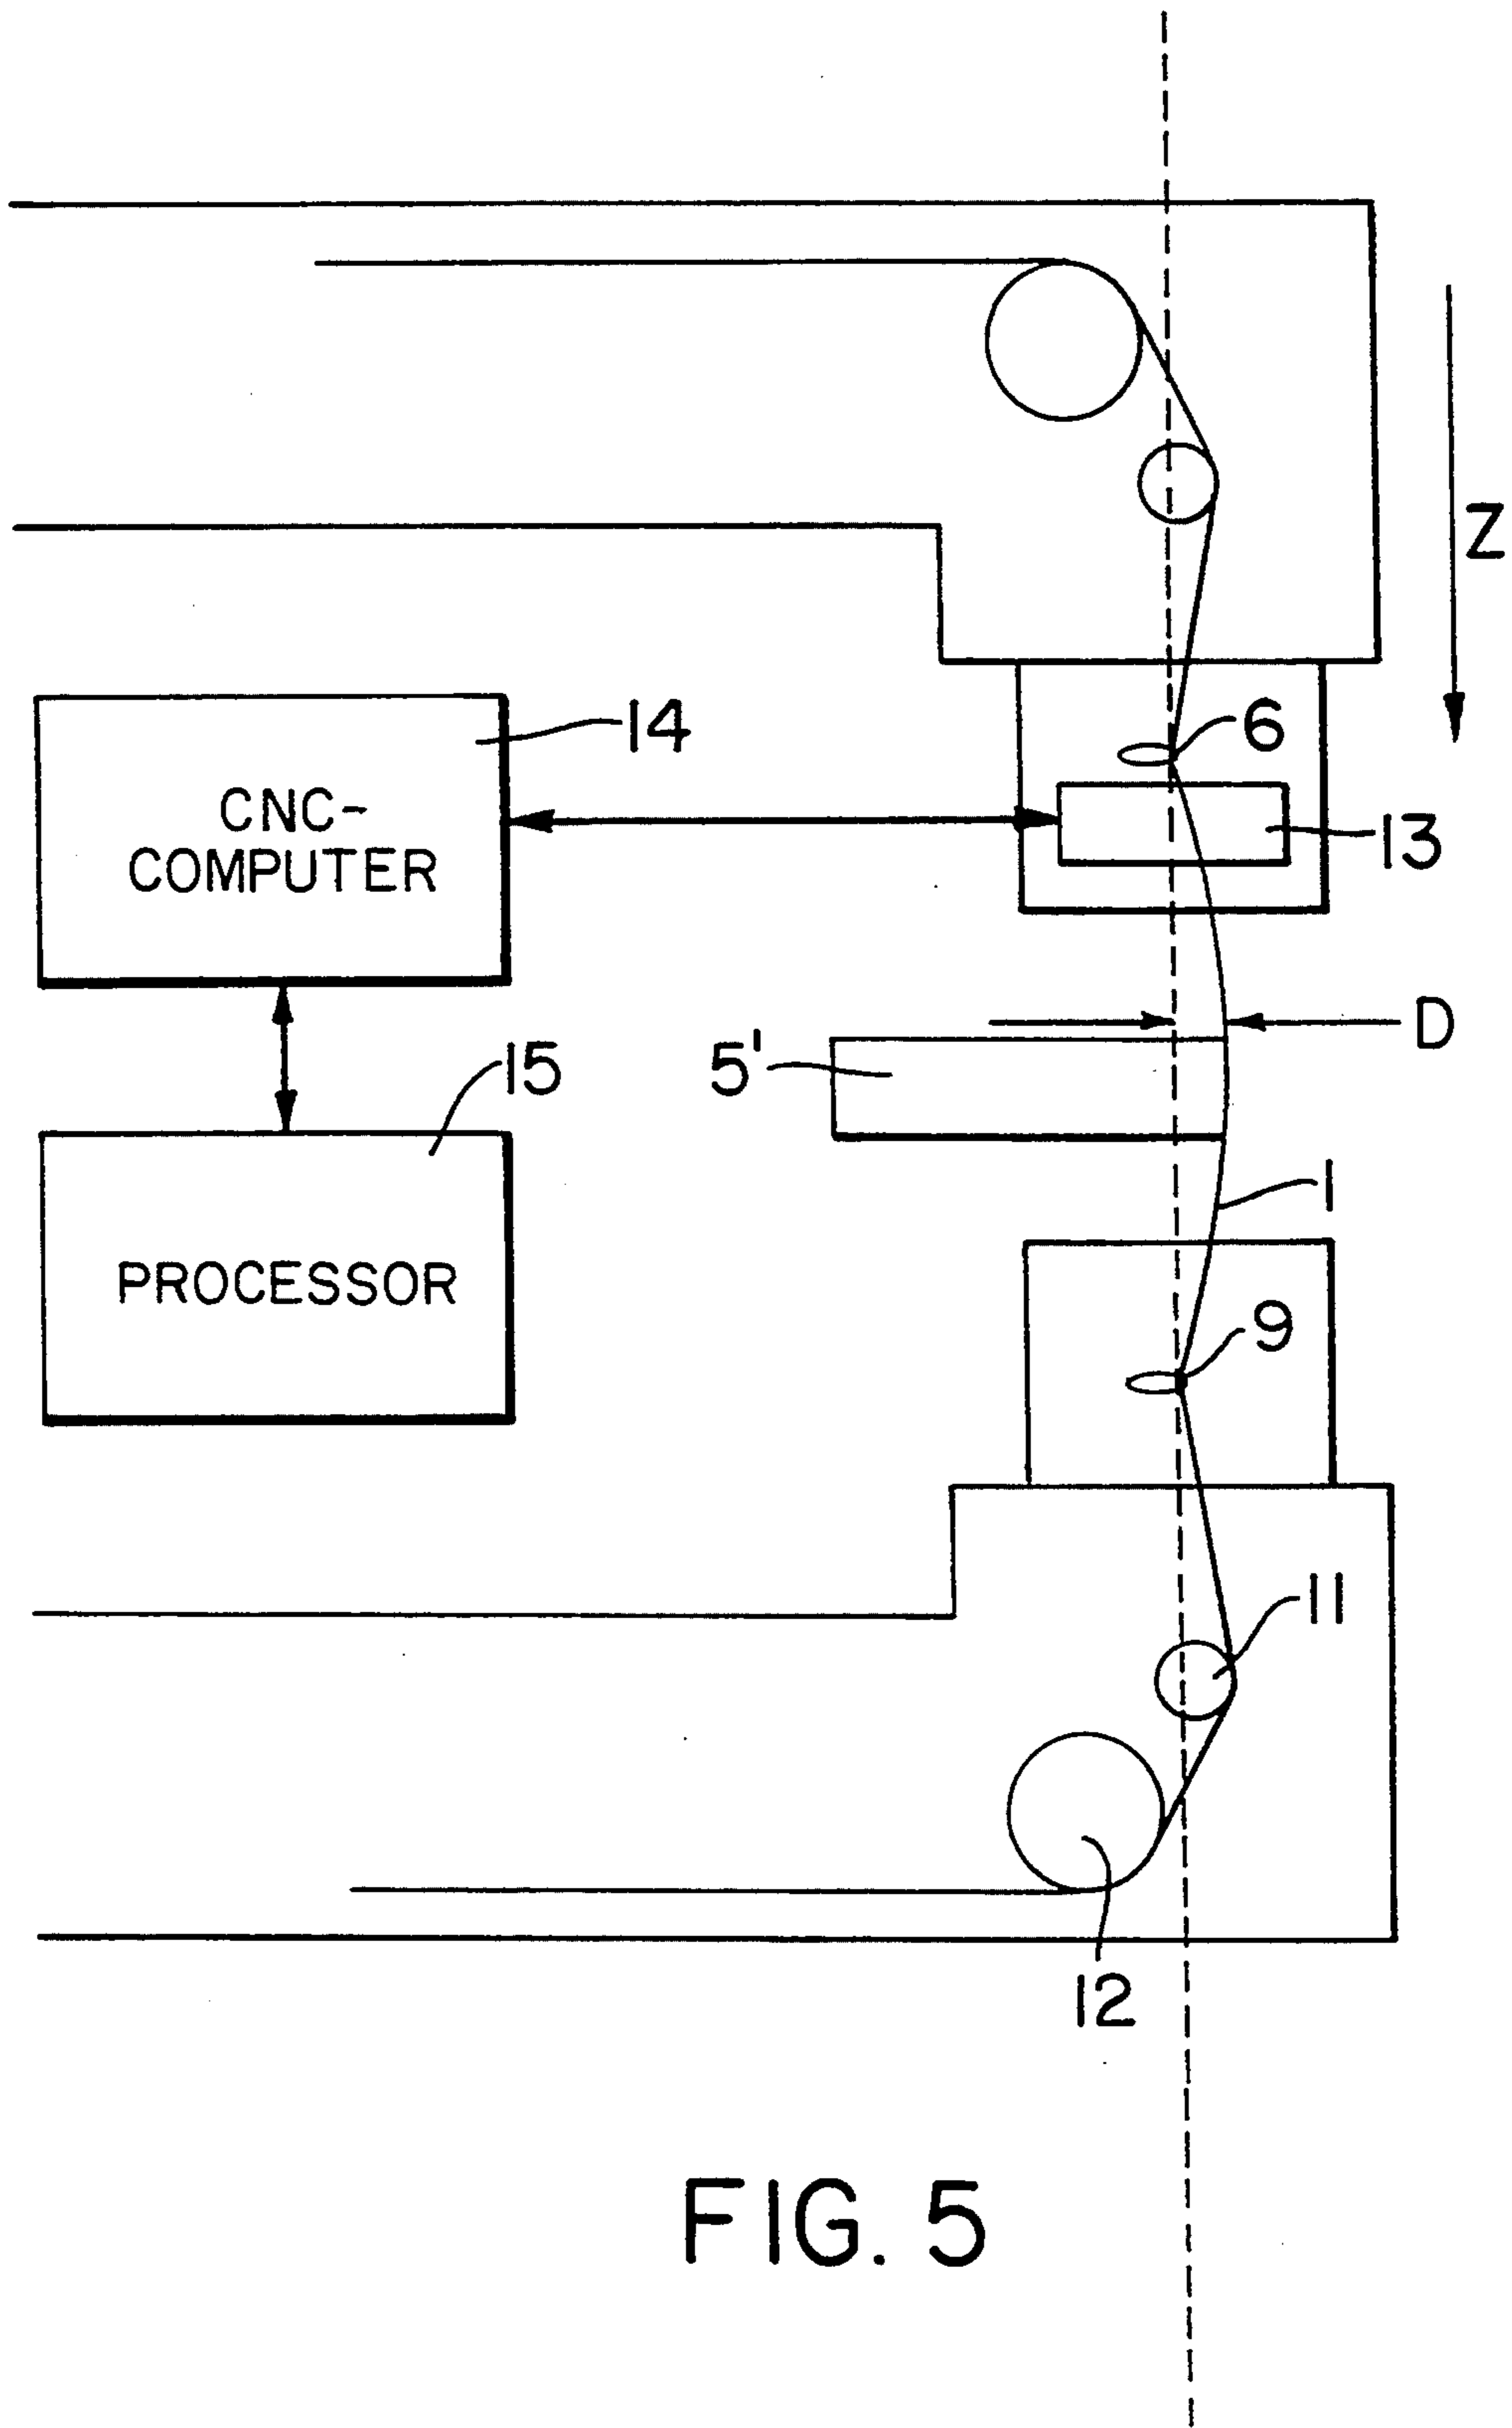 Z
14
6
CNC-
COMPUTER
13
D
5'
15
1
PROCESSOR
9
11
12
FIG. 5